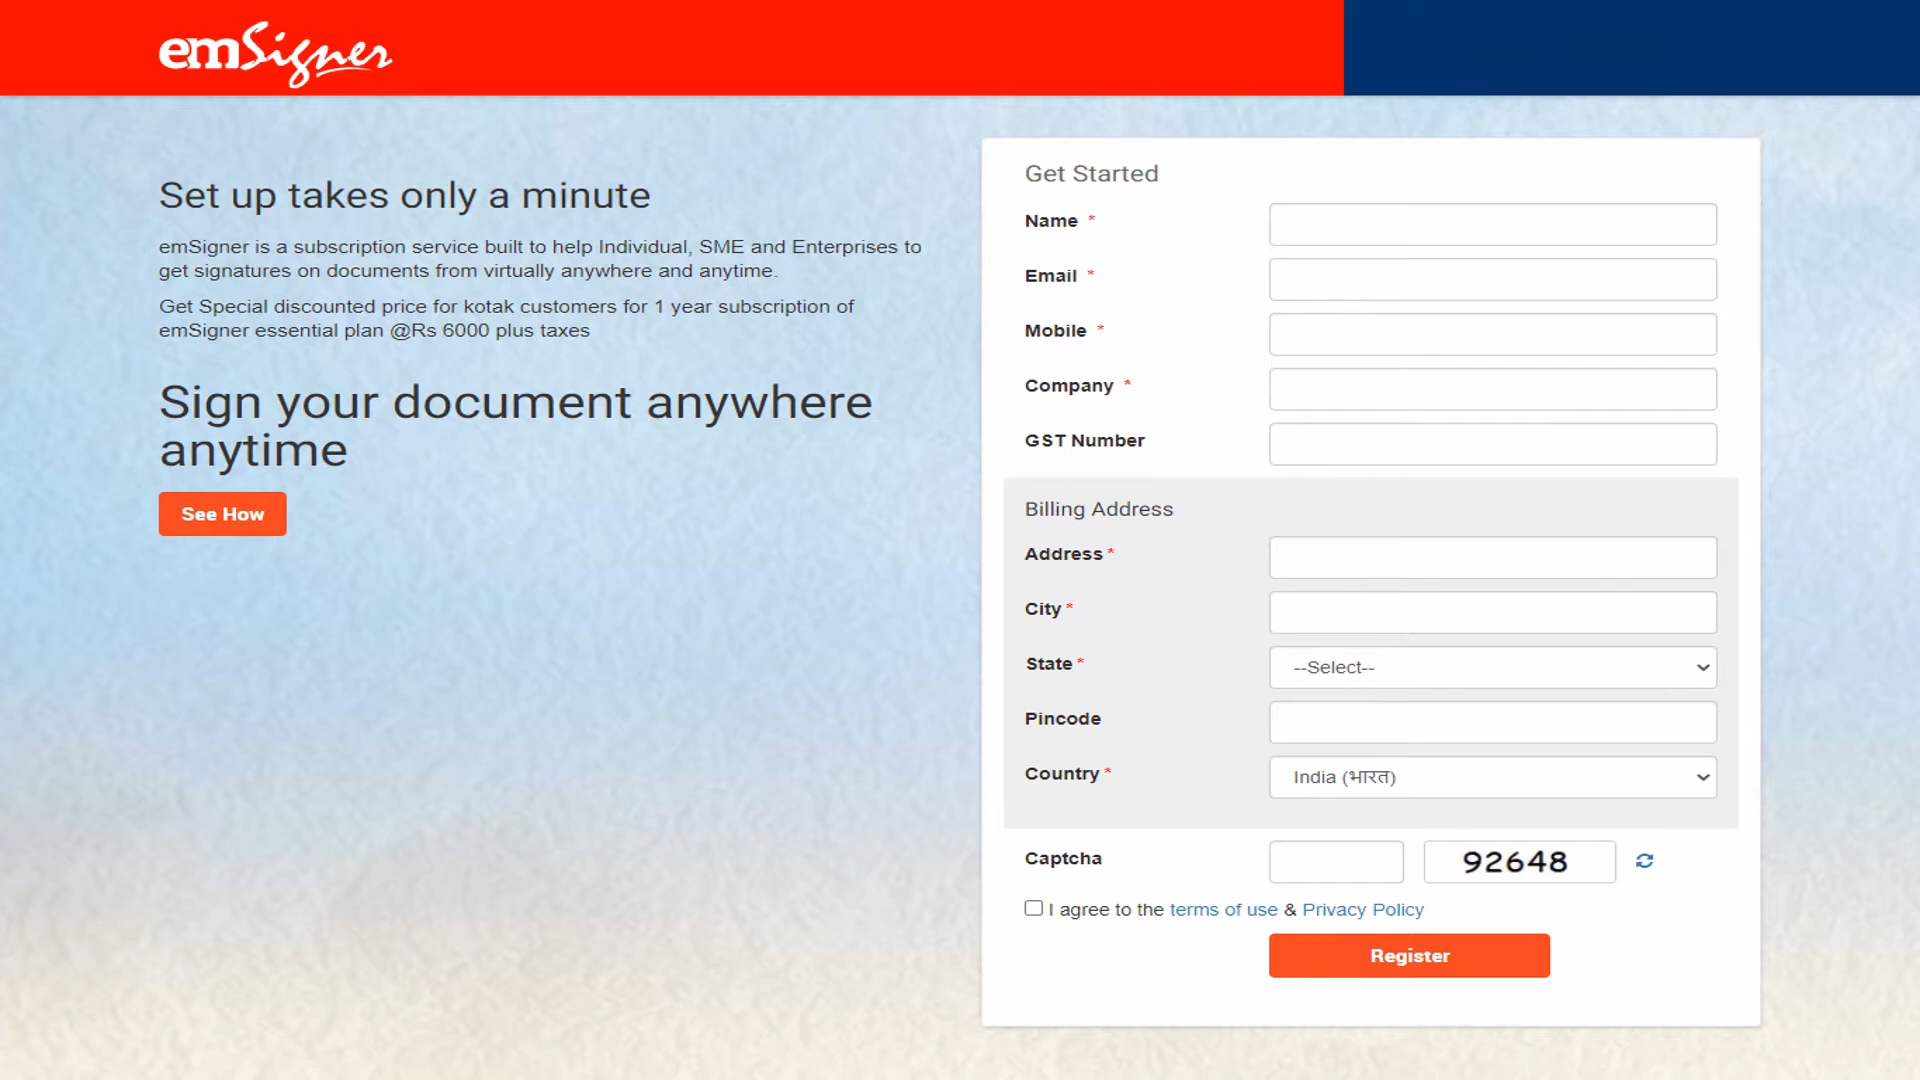 emSigner
Set up takes only a minute
emSigner is a subscription service built to help Individual, SME and Enterprises to
get signatures on documents from virtually anywhere and anytime.
Get Special discounted price for kotak customers for 1 year subscription of
emSigner essential plan @Rs 6000 plus taxes
Sign your document anywhere
anytime
See How
Get Started
Name *
Email *
Mobile *
Company *
GST Number
Billing Address
Address *
City *
State * --Select--
Pincode
Country * India (भारत)
Captcha 92648
I agree to the terms of use & Privacy Policy
Register